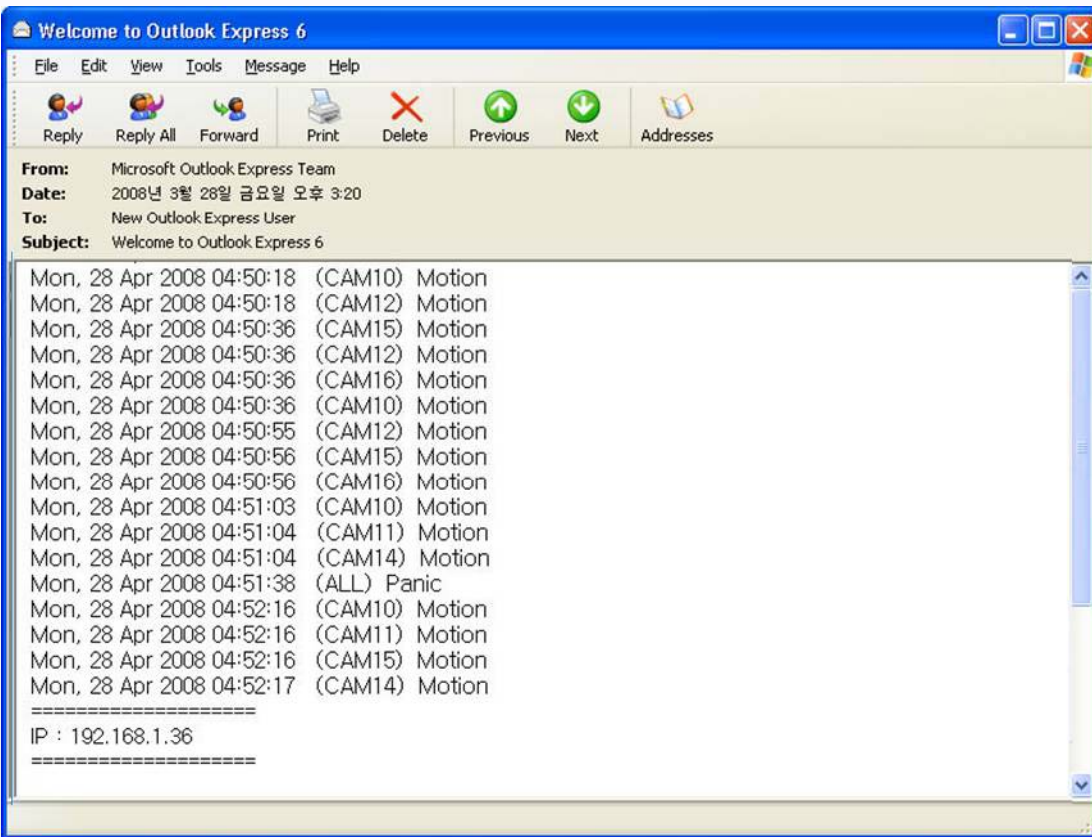 Welcome to Outlook Express 6
File Edit View Tools Message Help
Reply Reply All Forward Print Delete Previous Next Addresses
From: Microsoft Outlook Express Team
Date: 2008년 3월 28일 금요일 오후 3:20
To: New Outlook Express User
Subject: Welcome to Outlook Express 6
Mon, 28 Apr 2008 04:50:18 (CAM10) Motion
Mon, 28 Apr 2008 04:50:18 (CAM12) Motion
Mon, 28 Apr 2008 04:50:36 (CAM15) Motion
Mon, 28 Apr 2008 04:50:36 (CAM12) Motion
Mon, 28 Apr 2008 04:50:36 (CAM16) Motion
Mon, 28 Apr 2008 04:50:36 (CAM10) Motion
Mon, 28 Apr 2008 04:50:55 (CAM12) Motion
Mon, 28 Apr 2008 04:50:56 (CAM15) Motion
Mon, 28 Apr 2008 04:50:56 (CAM16) Motion
Mon, 28 Apr 2008 04:51:03 (CAM10) Motion
Mon, 28 Apr 2008 04:51:04 (CAM11) Motion
Mon, 28 Apr 2008 04:51:04 (CAM14) Motion
Mon, 28 Apr 2008 04:51:38 (ALL) Panic
Mon, 28 Apr 2008 04:52:16 (CAM10) Motion
Mon, 28 Apr 2008 04:52:16 (CAM11) Motion
Mon, 28 Apr 2008 04:52:16 (CAM15) Motion
Mon, 28 Apr 2008 04:52:17 (CAM14) Motion
====================
IP : 192.168.1.36
====================